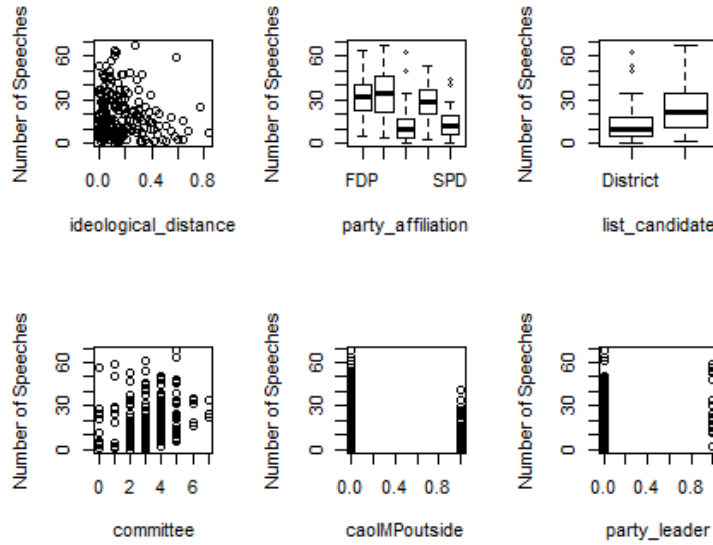 Number of Speeches
0 30 60
0.0 0.4 0.8
ideological_distance
Number of Speeches
0 30 60
FDP SPD
party_affiliation
Number of Speeches
0 30 60
District
list_candidate
Number of Speeches
0 30 60
0 2 4 6
committee
Number of Speeches
0 30 60
0.0 0.4 0.8
caolMPoutside
Number of Speeches
0 30 60
0.0 0.4 0.8
party_leader